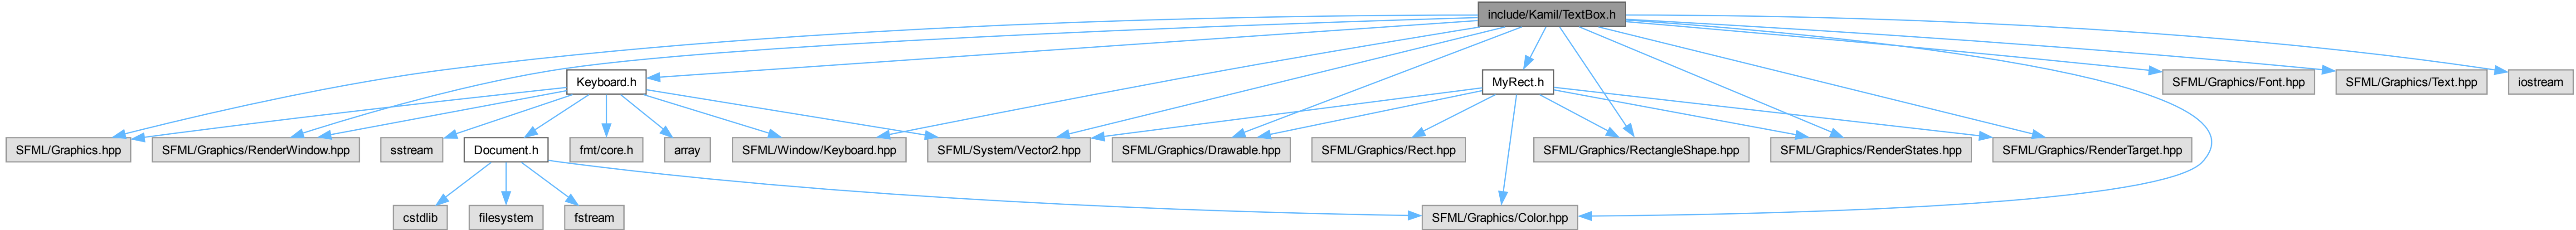 include/Kamil/TextBox.h
Keyboard.h
MyRect.h
SFML/Graphics/Font.hpp
SFML/Graphics/Text.hpp
iostream
SFML/Graphics.hpp
SFML/Graphics/RenderWindow.hpp
sstream
Document.h
fmt/core.h
array
SFML/Window/Keyboard.hpp
SFML/System/Vector2.hpp
SFML/Graphics/Drawable.hpp
SFML/Graphics/Rect.hpp
SFML/Graphics/RectangleShape.hpp
SFML/Graphics/RenderStates.hpp
SFML/Graphics/RenderTarget.hpp
cstdlib
filesystem
fstream
SFML/Graphics/Color.hpp